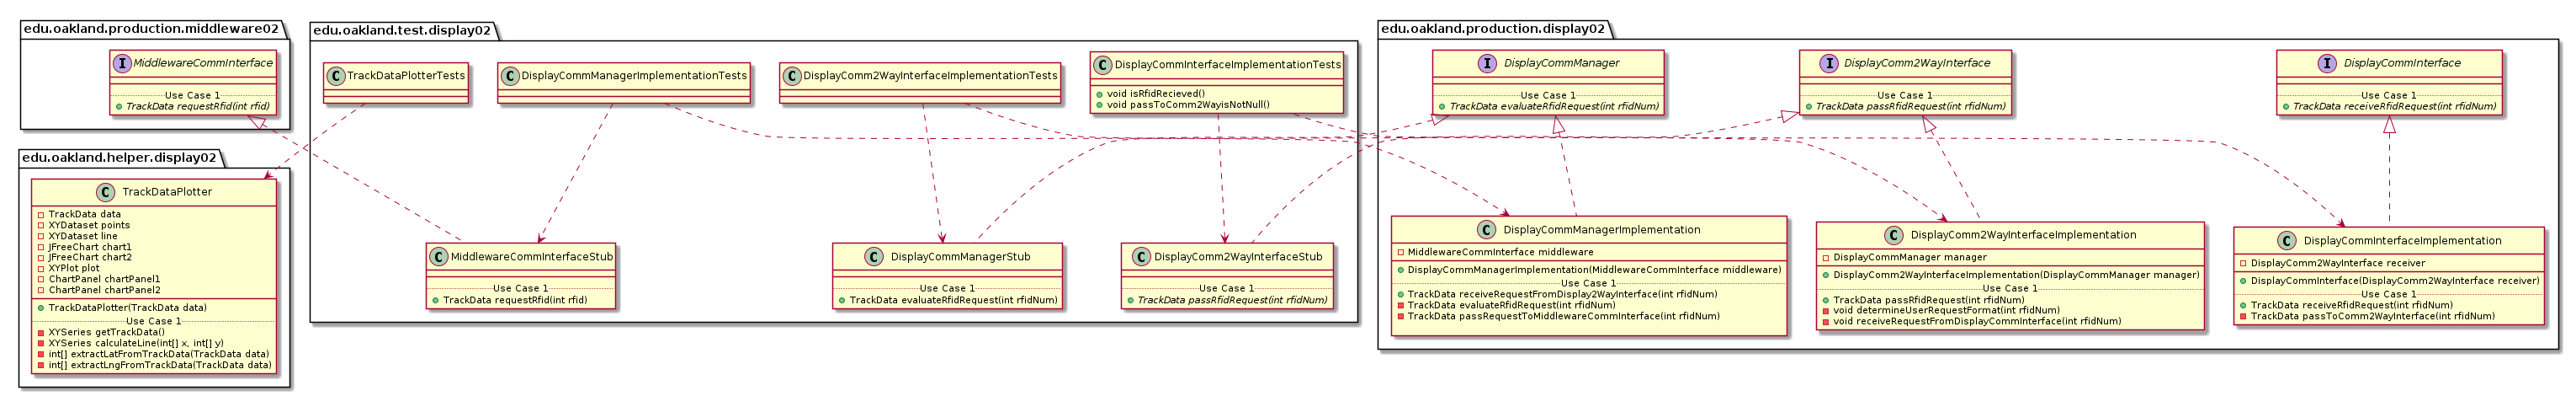 edu.oakland.production.middleware02
I MiddlewareCommInterface
Use Case 1
TrackData requestRfid(int rfid)
edu.oakland.helper.display02
C TrackDataPlotter
TrackData data
XYDataset points
XYDataset line
JFreeChart chart1
JFreeChart chart2
XYPlot plot
ChartPanel chartPanel1
ChartPanel chartPanel2
TrackDataPlotter(TrackData data)
Use Case 1
XYSeries getTrackData()
XYSeries calculateLine(int[] x, int[] y)
int[] extractLatFromTrackData(TrackData data)
int[] extractLngFromTrackData(TrackData data)
edu.oakland.test.display02
C TrackDataPlotterTests
C DisplayCommManagerImplementationTests
C DisplayComm2WayInterfaceImplementationTests
C DisplayCommInterfaceImplementationTests
void isRfidRecieved()
void passToComm2WayisNotNull()
C MiddlewareCommInterfaceStub
Use Case 1
TrackData requestRfid(int rfid)
C DisplayCommManagerStub
Use Case 1
TrackData evaluateRfidRequest(int rfidNum)
C DisplayComm2WayInterfaceStub
Use Case 1
TrackData passRfidRequest(int rfidNum)
edu.oakland.production.display02
I DisplayCommManager
Use Case 1
TrackData evaluateRfidRequest(int rfidNum)
I DisplayComm2WayInterface
Use Case 1
TrackData passRfidRequest(int rfidNum)
I DisplayCommInterface
Use Case 1
TrackData receiveRfidRequest(int rfidNum)
C DisplayCommManagerImplementation
MiddlewareCommInterface middleware
DisplayCommManagerImplementation(MiddlewareCommInterface middleware)
Use Case 1
TrackData receiveRequestFromDisplay2WayInterface(int rfidNum)
TrackData evaluateRfidRequest(int rfidNum)
TrackData passRequestToMiddlewareCommInterface(int rfidNum)
C DisplayComm2WayInterfaceImplementation
DisplayCommManager manager
DisplayComm2WayInterfaceImplementation(DisplayCommManager manager)
Use Case 1
TrackData passRfidRequest(int rfidNum)
void determineUserRequestFormat(int rfidNum)
void receiveRequestFromDisplayCommInterface(int rfidNum)
C DisplayCommInterfaceImplementation
DisplayComm2WayInterface receiver
DisplayCommInterface(DisplayComm2WayInterface receiver)
Use Case 1
TrackData receiveRfidRequest(int rfidNum)
TrackData passToComm2WayInterface(int rfidNum)